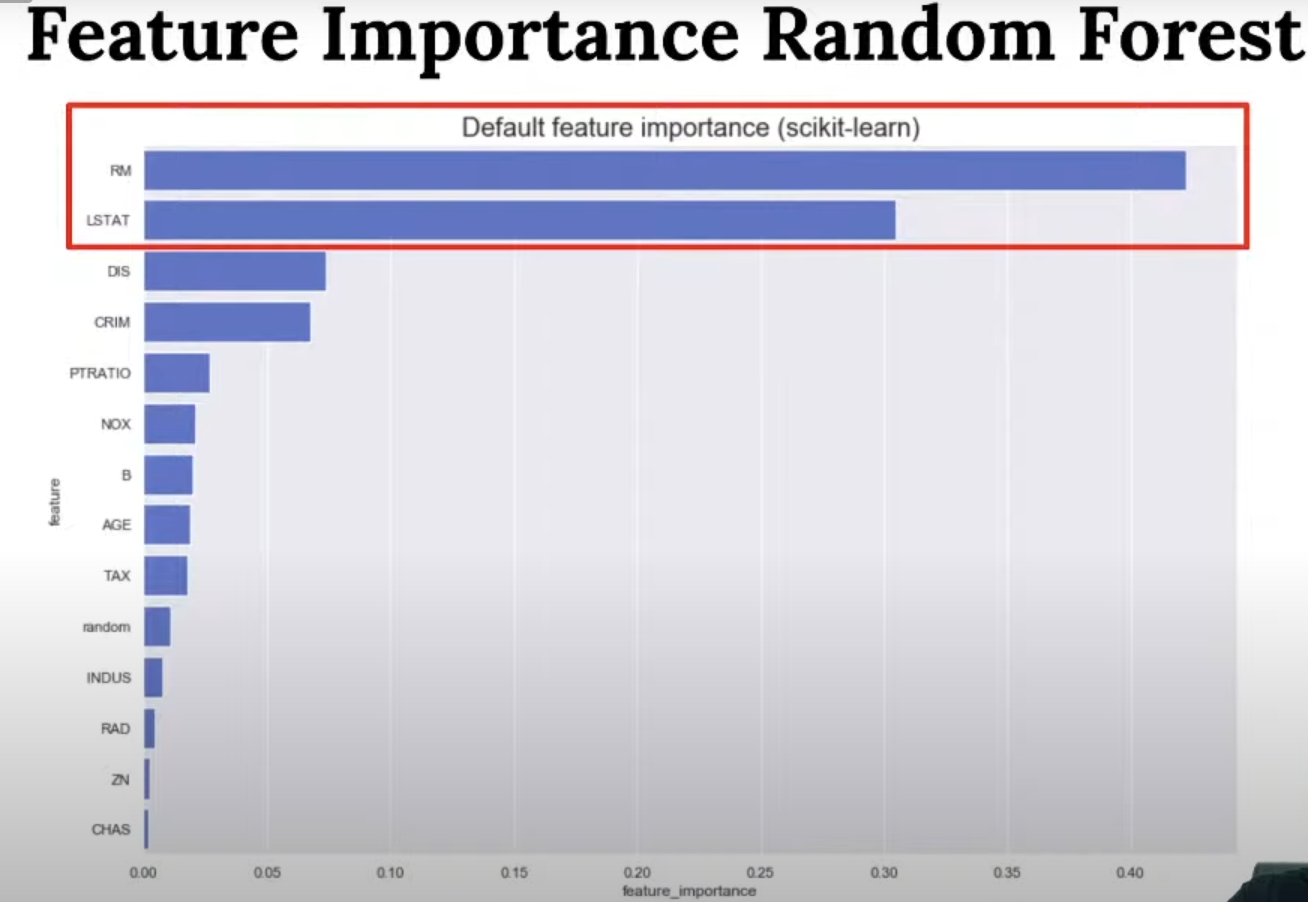 Feature Importance Random Forest
Default feature importance (scikit-learn)
RM
LSTAT
DIS
CRIM
PTRATIO
NOX
B
AGE
TAX
random
INDUS
RAD
ZN
CHAS
feature
0.00 0.05 0.10 0.15 0.20 0.25 0.30 0.35 0.40
feature_importance